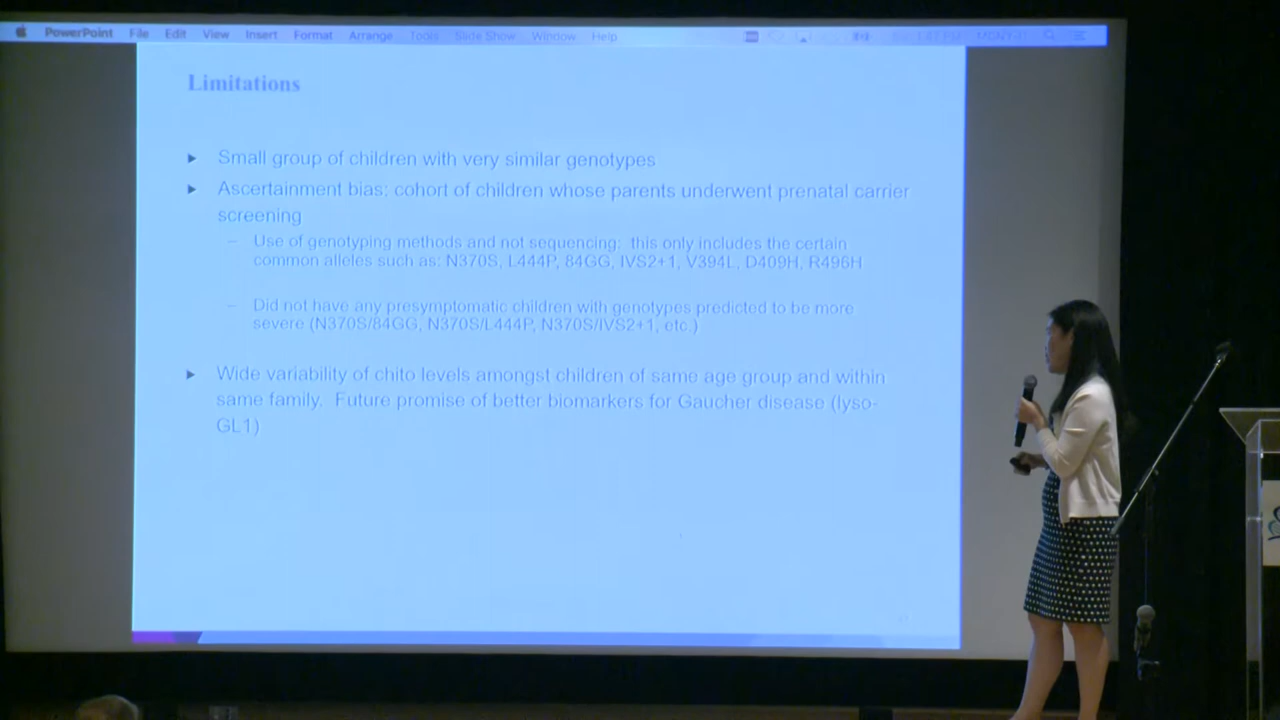 PowerPoint File Edit View Insert Format Arrange Tools Slide Show Window Help
Limitations
Small group of children with very similar genotypes
Ascertainment bias: cohort of children whose parents underwent prenatal carrier
screening
Use of genotyping methods and not sequencing: this only includes the certain
common alleles such as: N370S, L444P, 84GG, IVS2+1, V394L, D409H, R496H
Did not have any presymptomatic children with genotypes predicted to be more
severe (N370S/84GG, N370S/L444P, N370S/IVS2+1, etc.)
Wide variability of chito levels amongst children of same age group and within
same family. Future promise of better biomarkers for Gaucher disease (lyso-
GL1)